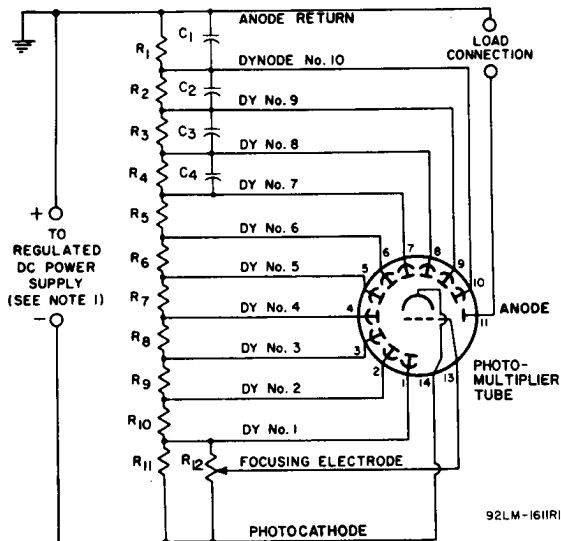 ANODE RETURN
R1
C1
LOAD
CONNECTION
DYNODE No. 10
R2
C2
DY No. 9
R3
C3
DY No. 8
R4
C4
DY No. 7
R5
+
TO
REGULATED
DC POWER
SUPPLY
(SEE NOTE 1)
−
DY No. 6
R6
DY No. 5
R7
DY No. 4
R8
DY No. 3
R9
DY No. 2
R10
DY No. 1
R11
R12
FOCUSING ELECTRODE
PHOTOCATHODE
1
2
3
4
5
6
7
8
9
10
11
13
14
ANODE
PHOTO-
MULTIPLIER
TUBE
92LM-1611R1